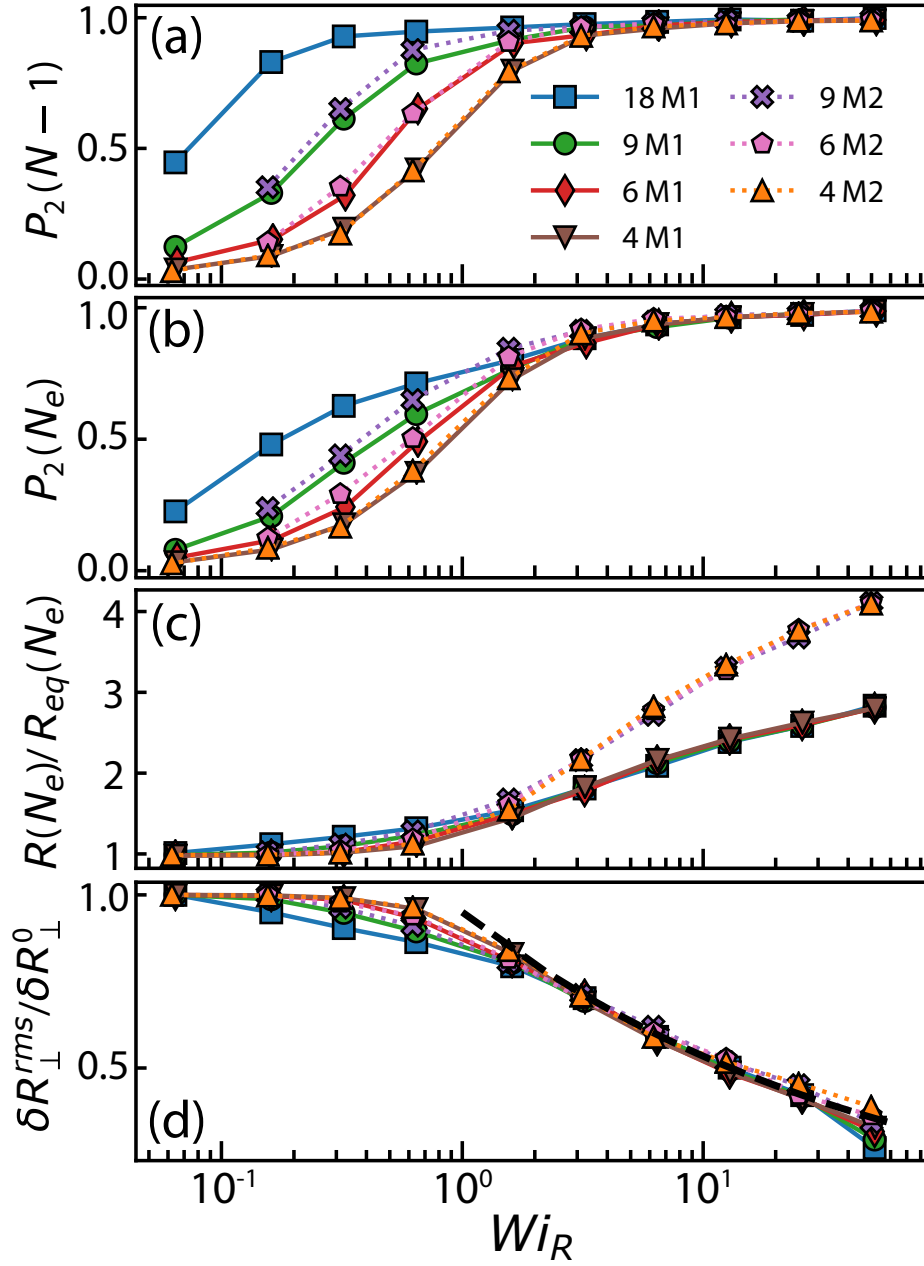 (a)
1.0
0.5
0.0
P₂(N − 1)
18 M1
9 M1
6 M1
4 M1
9 M2
6 M2
4 M2
(b)
1.0
0.5
0.0
P₂(Nₑ)
(c)
4
3
2
1
R(Nₑ)/R_eq(Nₑ)
(d)
1.0
0.5
δR⊥^rms/δR⊥^0
10⁻¹
10⁰
10¹
Wi_R